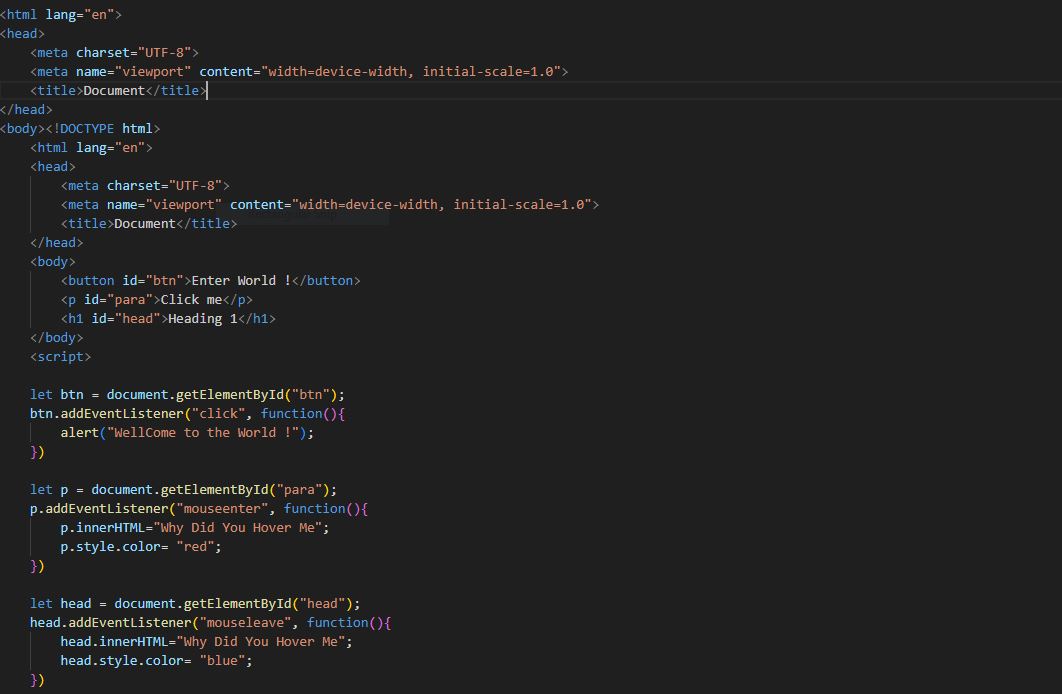 <html lang="en">
<head>
    <meta charset="UTF-8">
    <meta name="viewport" content="width=device-width, initial-scale=1.0">
    <title>Document</title>
</head>
<body><!DOCTYPE html>
    <html lang="en">
    <head>
        <meta charset="UTF-8">
        <meta name="viewport" content="width=device-width, initial-scale=1.0">
        <title>Document</title>
    </head>
    <body>
        <button id="btn">Enter World !</button>
        <p id="para">Click me</p>
        <h1 id="head">Heading 1</h1>
    </body>
    <script>

    let btn = document.getElementById("btn");
    btn.addEventListener("click", function(){
        alert("WellCome to the World !");
    })

    let p = document.getElementById("para");
    p.addEventListener("mouseenter", function(){
        p.innerHTML="Why Did You Hover Me";
        p.style.color= "red";
    })

    let head = document.getElementById("head");
    head.addEventListener("mouseleave", function(){
        head.innerHTML="Why Did You Hover Me";
        head.style.color= "blue";
    })